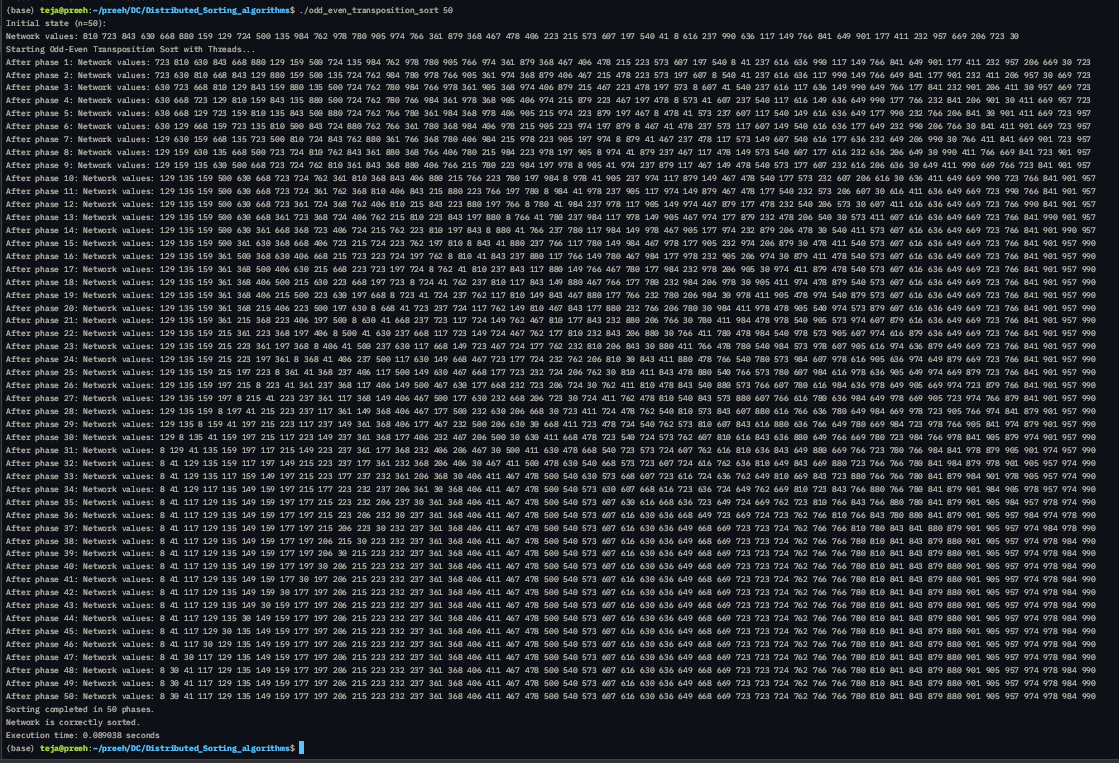 (base) teja@preeh:~/preeh/DC/Distributed_Sorting_algorithms$ ./odd_even_transposition_sort 50
Initial state (n=50):
Network values: 810 723 843 630 668 880 159 129 724 500 135 984 762 978 780 905 974 766 361 879 368 467 478 406 223 215 573 607 197 540 41 8 616 237 990 636 117 149 766 841 649 901 177 411 232 957 669 206 723 30
Starting Odd-Even Transposition Sort with Threads...
After phase 1: Network values: 723 810 630 843 668 880 129 159 500 724 135 984 762 978 780 905 766 974 361 879 368 467 406 478 215 223 573 607 197 540 8 41 237 616 636 990 117 149 766 841 649 901 177 411 232 957 206 669 30 723
After phase 2: Network values: 723 630 810 668 843 129 880 159 500 135 724 762 984 780 978 766 905 361 974 368 879 406 467 215 478 223 573 197 607 8 540 41 237 616 636 117 990 149 766 649 841 177 901 232 411 206 957 30 669 723
After phase 3: Network values: 630 723 668 810 129 843 159 880 135 500 724 762 780 984 766 978 361 905 368 974 406 879 215 467 223 478 197 573 8 607 41 540 237 616 117 636 149 990 649 766 177 841 232 901 206 411 30 957 669 723
After phase 4: Network values: 630 668 723 129 810 159 843 135 880 500 724 762 780 766 984 361 978 368 905 406 974 215 879 223 467 197 478 8 573 41 607 237 540 117 616 149 636 649 990 177 766 232 841 206 901 30 411 669 957 723
After phase 5: Network values: 630 668 129 723 159 810 135 843 500 880 724 762 766 780 361 984 368 978 406 905 215 974 223 879 197 467 8 478 41 573 237 607 117 540 149 616 636 649 177 990 232 766 206 841 30 901 411 669 723 957
After phase 6: Network values: 630 129 668 159 723 135 810 500 843 724 880 762 766 361 780 368 984 406 978 215 905 223 974 197 879 8 467 41 478 237 573 117 607 149 540 616 636 177 649 232 990 206 766 30 841 411 901 669 723 957
After phase 7: Network values: 129 630 159 668 135 723 500 810 724 843 762 880 361 766 368 780 406 984 215 978 223 905 197 974 8 879 41 467 237 478 117 573 149 607 540 616 177 636 232 649 206 990 30 766 411 841 669 901 723 957
After phase 8: Network values: 129 159 630 135 668 500 723 724 810 762 843 361 880 368 766 406 780 215 984 223 978 197 905 8 974 41 879 237 467 117 478 149 573 540 607 177 616 232 636 206 649 30 990 411 766 669 841 723 901 957
After phase 9: Network values: 129 159 135 630 500 668 723 724 762 810 361 843 368 880 406 766 215 780 223 984 197 978 8 905 41 974 237 879 117 467 149 478 540 573 177 607 232 616 206 636 30 649 411 990 669 766 723 841 901 957
After phase 10: Network values: 129 135 159 500 630 668 723 724 762 361 810 368 843 406 880 215 766 223 780 197 984 8 978 41 905 237 974 117 879 149 467 478 540 177 573 232 607 206 616 30 636 411 649 669 990 723 766 841 901 957
After phase 11: Network values: 129 135 159 500 630 668 723 724 361 762 368 810 406 843 215 880 223 766 197 780 8 984 41 978 237 905 117 974 149 879 467 478 177 540 232 573 206 607 30 616 411 636 649 669 723 990 766 841 901 957
After phase 12: Network values: 129 135 159 500 630 668 723 361 724 368 762 406 810 215 843 223 880 197 766 8 780 41 984 237 978 117 905 149 974 467 879 177 478 232 540 206 573 30 607 411 616 636 649 669 723 766 990 841 901 957
After phase 13: Network values: 129 135 159 500 630 668 361 723 368 724 406 762 215 810 223 843 197 880 8 766 41 780 237 984 117 978 149 905 467 974 177 879 232 478 206 540 30 573 411 607 616 636 649 669 723 766 841 990 901 957
After phase 14: Network values: 129 135 159 500 630 361 668 368 723 406 724 215 762 223 810 197 843 8 880 41 766 237 780 117 984 149 978 467 905 177 974 232 879 206 478 30 540 411 573 607 616 636 649 669 723 766 841 901 990 957
After phase 15: Network values: 129 135 159 500 361 630 368 668 406 723 215 724 223 762 197 810 8 843 41 880 237 766 117 780 149 984 467 978 177 905 232 974 206 879 30 478 411 540 573 607 616 636 649 669 723 766 841 901 957 990
After phase 16: Network values: 129 135 159 361 500 368 630 406 668 215 723 223 724 197 762 8 810 41 843 237 880 117 766 149 780 467 984 177 978 232 905 206 974 30 879 411 478 540 573 607 616 636 649 669 723 766 841 901 957 990
After phase 17: Network values: 129 135 159 361 368 500 406 630 215 668 223 723 197 724 8 762 41 810 237 843 117 880 149 766 467 780 177 984 232 978 206 905 30 974 411 879 478 540 573 607 616 636 649 669 723 766 841 901 957 990
After phase 18: Network values: 129 135 159 361 368 406 500 215 630 223 668 197 723 8 724 41 762 237 810 117 843 149 880 467 766 177 780 232 984 206 978 30 905 411 974 478 879 540 573 607 616 636 649 669 723 766 841 901 957 990
After phase 19: Network values: 129 135 159 361 368 406 215 500 223 630 197 668 8 723 41 724 237 762 117 810 149 843 467 880 177 766 232 780 206 984 30 978 411 905 478 974 540 879 573 607 616 636 649 669 723 766 841 901 957 990
After phase 20: Network values: 129 135 159 361 368 215 406 223 500 197 630 8 668 41 723 237 724 117 762 149 810 467 843 177 880 232 766 206 780 30 984 411 978 478 905 540 974 573 879 607 616 636 649 669 723 766 841 901 957 990
After phase 21: Network values: 129 135 159 361 215 368 223 406 197 500 8 630 41 668 237 723 117 724 149 762 467 810 177 843 232 880 206 766 30 780 411 984 478 978 540 905 573 974 607 879 616 636 649 669 723 766 841 901 957 990
After phase 22: Network values: 129 135 159 215 361 223 368 197 406 8 500 41 630 237 668 117 723 149 724 467 762 177 810 232 843 206 880 30 766 411 780 478 984 540 978 573 905 607 974 616 879 636 649 669 723 766 841 901 957 990
After phase 23: Network values: 129 135 159 215 223 361 197 368 8 406 41 500 237 630 117 668 149 723 467 724 177 762 232 810 206 843 30 880 411 766 478 780 540 984 573 978 607 905 616 974 636 879 649 669 723 766 841 901 957 990
After phase 24: Network values: 129 135 159 215 223 197 361 8 368 41 406 237 500 117 630 149 668 467 723 177 724 232 762 206 810 30 843 411 880 478 766 540 780 573 984 607 978 616 905 636 974 649 879 669 723 766 841 901 957 990
After phase 25: Network values: 129 135 159 215 197 223 8 361 41 368 237 406 117 500 149 630 467 668 177 723 232 724 206 762 30 810 411 843 478 880 540 766 573 780 607 984 616 978 636 905 649 974 669 879 723 766 841 901 957 990
After phase 26: Network values: 129 135 159 197 215 8 223 41 361 237 368 117 406 149 500 467 630 177 668 232 723 206 724 30 762 411 810 478 843 540 880 573 766 607 780 616 984 636 978 649 905 669 974 723 879 766 841 901 957 990
After phase 27: Network values: 129 135 159 197 8 215 41 223 237 361 117 368 149 406 467 500 177 630 232 668 206 723 30 724 411 762 478 810 540 843 573 880 607 766 616 780 636 984 649 978 669 905 723 974 766 879 841 901 957 990
After phase 28: Network values: 129 135 159 8 197 41 215 223 237 117 361 149 368 406 467 177 500 232 630 206 668 30 723 411 724 478 762 540 810 573 843 607 880 616 766 636 780 649 984 669 978 723 905 766 974 841 879 901 957 990
After phase 29: Network values: 129 135 8 159 41 197 215 223 117 237 149 361 368 406 177 467 232 500 206 630 30 668 411 723 478 724 540 762 573 810 607 843 616 880 636 766 649 780 669 984 723 978 766 905 841 974 879 901 957 990
After phase 30: Network values: 129 8 135 41 159 197 215 117 223 149 237 361 368 177 406 232 467 206 500 30 630 411 668 478 723 540 724 573 762 607 810 616 843 636 880 649 766 669 780 723 984 766 978 841 905 879 974 901 957 990
After phase 31: Network values: 8 129 41 135 159 197 117 215 149 223 237 361 177 368 232 406 206 467 30 500 411 630 478 668 540 723 573 724 607 762 616 810 636 843 649 880 669 766 723 780 766 984 841 978 879 905 901 974 957 990
After phase 32: Network values: 8 41 129 135 159 117 197 149 215 223 237 177 361 232 368 206 406 30 467 411 500 478 630 540 668 573 723 607 724 616 762 636 810 649 843 669 880 723 766 766 780 841 984 879 978 901 905 957 974 990
After phase 33: Network values: 8 41 129 135 117 159 149 197 215 223 177 237 232 361 206 368 30 406 411 467 478 500 540 630 573 668 607 723 616 724 636 762 649 810 669 843 723 880 766 766 780 841 879 984 901 978 905 957 974 990
After phase 34: Network values: 8 41 129 117 135 149 159 197 215 177 223 232 237 206 361 30 368 406 411 467 478 500 540 573 630 607 668 616 723 636 724 649 762 669 810 723 843 766 880 766 780 841 879 901 984 905 978 957 974 990
After phase 35: Network values: 8 41 117 129 135 149 159 197 177 215 223 232 206 237 30 361 368 406 411 467 478 500 540 573 607 630 616 668 636 723 649 724 669 762 723 810 766 843 766 880 780 841 879 901 905 984 957 978 974 990
After phase 36: Network values: 8 41 117 129 135 149 159 177 197 215 223 206 232 30 237 361 368 406 411 467 478 500 540 573 607 616 630 636 668 649 723 669 724 723 762 766 810 766 843 780 880 841 879 901 905 957 984 974 978 990
After phase 37: Network values: 8 41 117 129 135 149 159 177 197 215 206 223 30 232 237 361 368 406 411 467 478 500 540 573 607 616 630 636 649 668 669 723 723 724 762 766 766 810 780 843 841 880 879 901 905 957 974 984 978 990
After phase 38: Network values: 8 41 117 129 135 149 159 177 197 206 215 30 223 232 237 361 368 406 411 467 478 500 540 573 607 616 630 636 649 668 669 723 723 724 762 766 766 780 810 841 843 879 880 901 905 957 974 978 984 990
After phase 39: Network values: 8 41 117 129 135 149 159 177 197 206 30 215 223 232 237 361 368 406 411 467 478 500 540 573 607 616 630 636 649 668 669 723 723 724 762 766 766 780 810 841 843 879 880 901 905 957 974 978 984 990
After phase 40: Network values: 8 41 117 129 135 149 159 177 197 30 206 215 223 232 237 361 368 406 411 467 478 500 540 573 607 616 630 636 649 668 669 723 723 724 762 766 766 780 810 841 843 879 880 901 905 957 974 978 984 990
After phase 41: Network values: 8 41 117 129 135 149 159 177 30 197 206 215 223 232 237 361 368 406 411 467 478 500 540 573 607 616 630 636 649 668 669 723 723 724 762 766 766 780 810 841 843 879 880 901 905 957 974 978 984 990
After phase 42: Network values: 8 41 117 129 135 149 159 30 177 197 206 215 223 232 237 361 368 406 411 467 478 500 540 573 607 616 630 636 649 668 669 723 723 724 762 766 766 780 810 841 843 879 880 901 905 957 974 978 984 990
After phase 43: Network values: 8 41 117 129 135 149 30 159 177 197 206 215 223 232 237 361 368 406 411 467 478 500 540 573 607 616 630 636 649 668 669 723 723 724 762 766 766 780 810 841 843 879 880 901 905 957 974 978 984 990
After phase 44: Network values: 8 41 117 129 135 30 149 159 177 197 206 215 223 232 237 361 368 406 411 467 478 500 540 573 607 616 630 636 649 668 669 723 723 724 762 766 766 780 810 841 843 879 880 901 905 957 974 978 984 990
After phase 45: Network values: 8 41 117 129 30 135 149 159 177 197 206 215 223 232 237 361 368 406 411 467 478 500 540 573 607 616 630 636 649 668 669 723 723 724 762 766 766 780 810 841 843 879 880 901 905 957 974 978 984 990
After phase 46: Network values: 8 41 117 30 129 135 149 159 177 197 206 215 223 232 237 361 368 406 411 467 478 500 540 573 607 616 630 636 649 668 669 723 723 724 762 766 766 780 810 841 843 879 880 901 905 957 974 978 984 990
After phase 47: Network values: 8 41 30 117 129 135 149 159 177 197 206 215 223 232 237 361 368 406 411 467 478 500 540 573 607 616 630 636 649 668 669 723 723 724 762 766 766 780 810 841 843 879 880 901 905 957 974 978 984 990
After phase 48: Network values: 8 30 41 117 129 135 149 159 177 197 206 215 223 232 237 361 368 406 411 467 478 500 540 573 607 616 630 636 649 668 669 723 723 724 762 766 766 780 810 841 843 879 880 901 905 957 974 978 984 990
After phase 49: Network values: 8 30 41 117 129 135 149 159 177 197 206 215 223 232 237 361 368 406 411 467 478 500 540 573 607 616 630 636 649 668 669 723 723 724 762 766 766 780 810 841 843 879 880 901 905 957 974 978 984 990
After phase 50: Network values: 8 30 41 117 129 135 149 159 177 197 206 215 223 232 237 361 368 406 411 467 478 500 540 573 607 616 630 636 649 668 669 723 723 724 762 766 766 780 810 841 843 879 880 901 905 957 974 978 984 990
Sorting completed in 50 phases.
Network is correctly sorted.
Execution time: 0.089038 seconds
(base) teja@preeh:~/preeh/DC/Distributed_Sorting_algorithms$